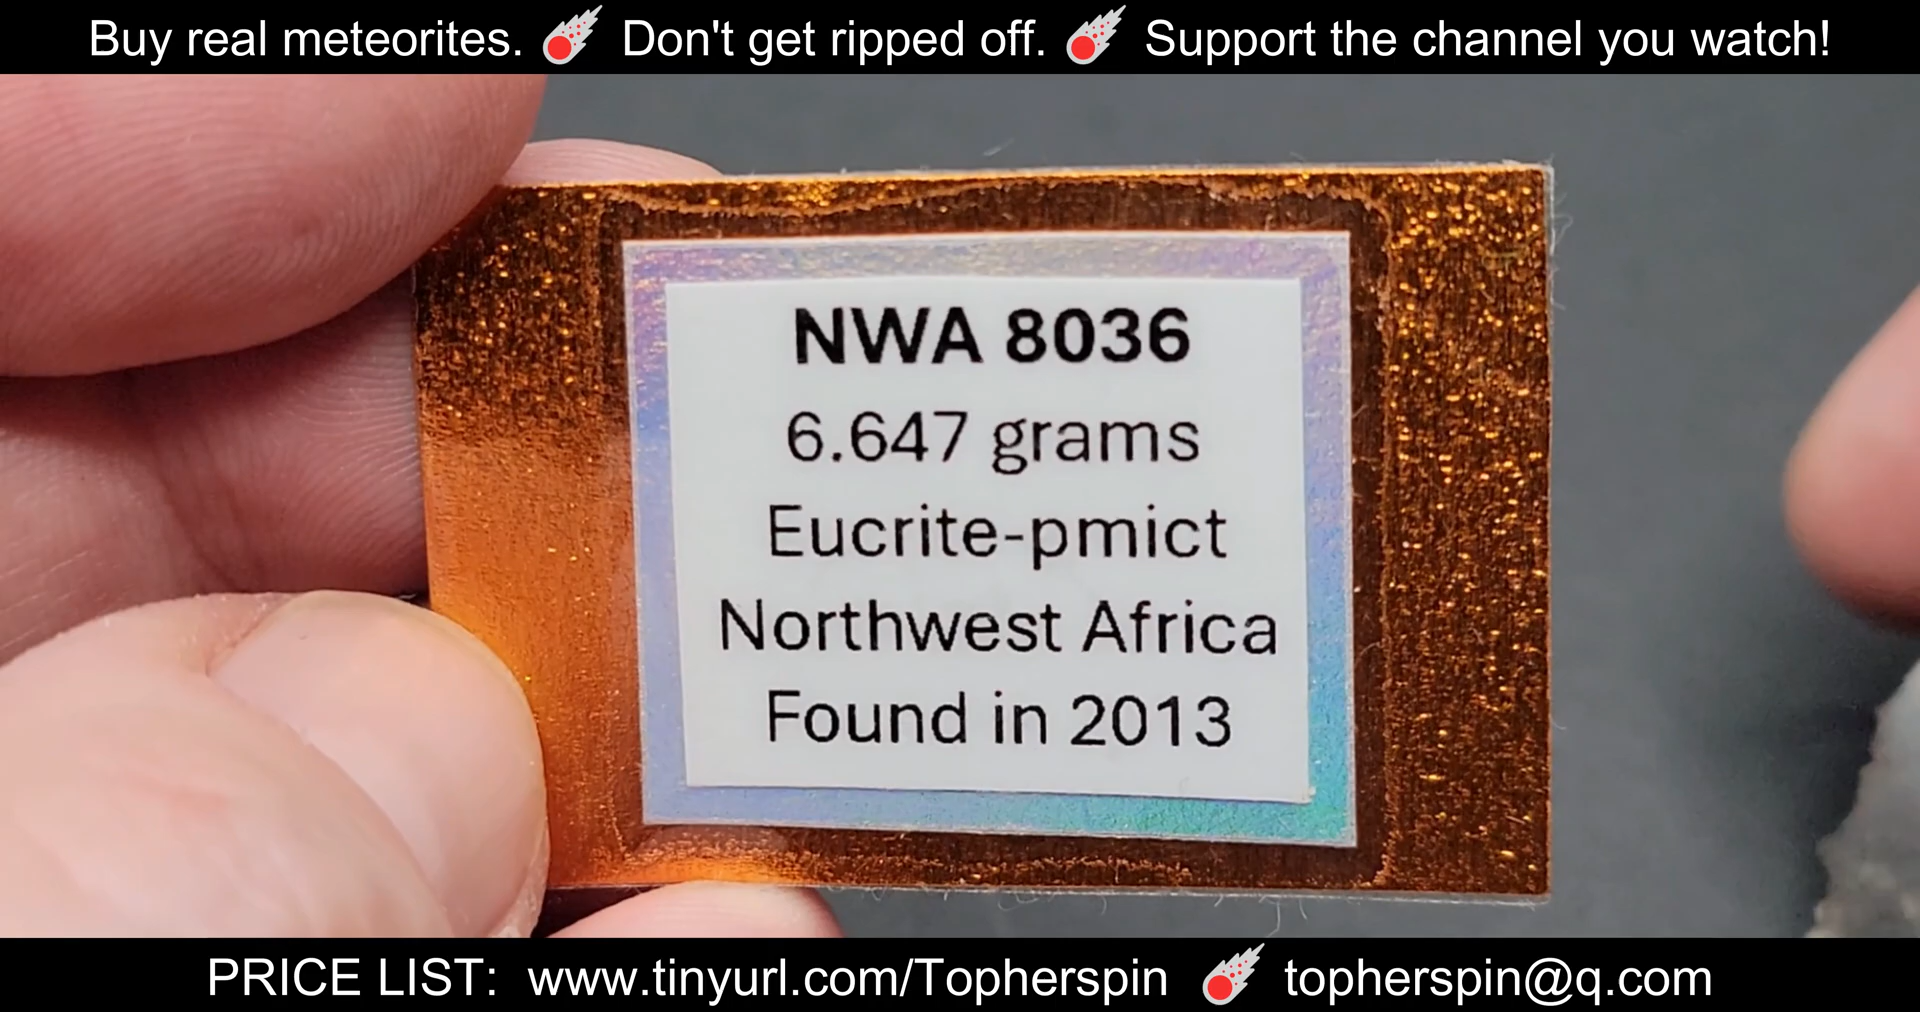 Buy real meteorites. Don't get ripped off. Support the channel you watch!
NWA 8036
6.647 grams
Eucrite-pmict
Northwest Africa
Found in 2013
PRICE LIST: www.tinyurl.com/Topherspin topherspin@q.com